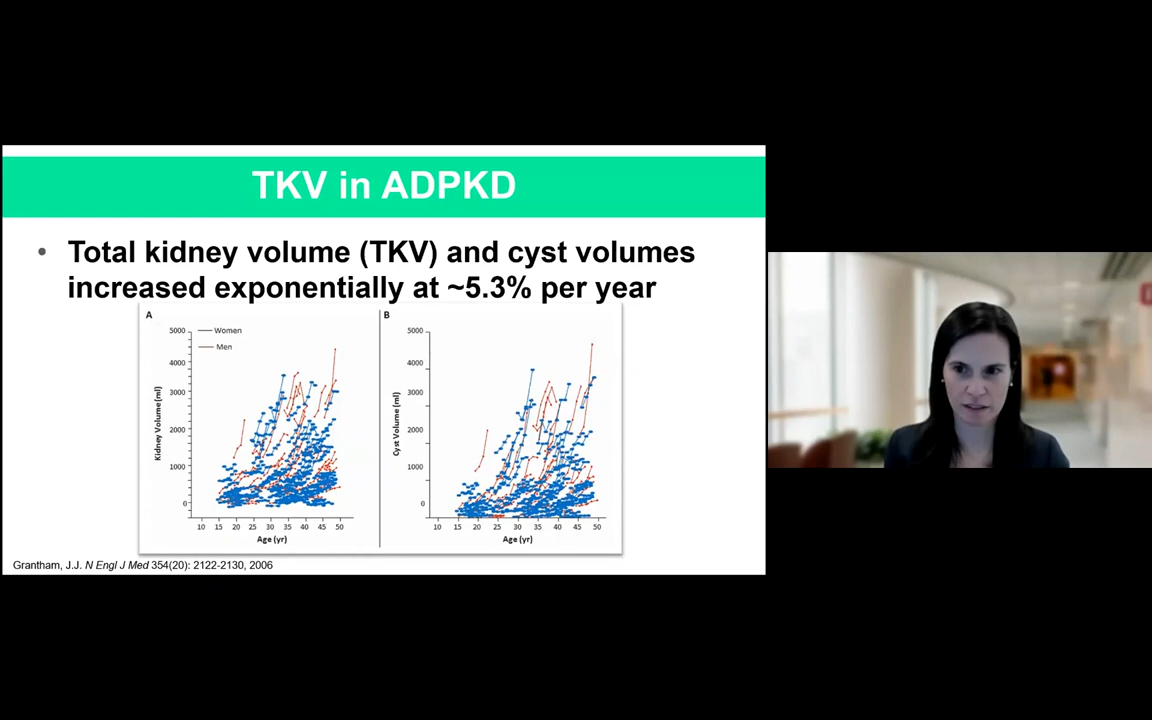 TKV in ADPKD
• Total kidney volume (TKV) and cyst volumes
increased exponentially at ~5.3% per year
A
Women
Men
5000
4000
3000
2000
1000
0
Kidney Volume (ml)
10 15 20 25 30 35 40 45 50
Age (yr)
B
5000
4000
3000
2000
1000
0
Cyst Volume (ml)
10 15 20 25 30 35 40 45 50
Age (yr)
Grantham, J.J. N Engl J Med 354(20): 2122-2130, 2006